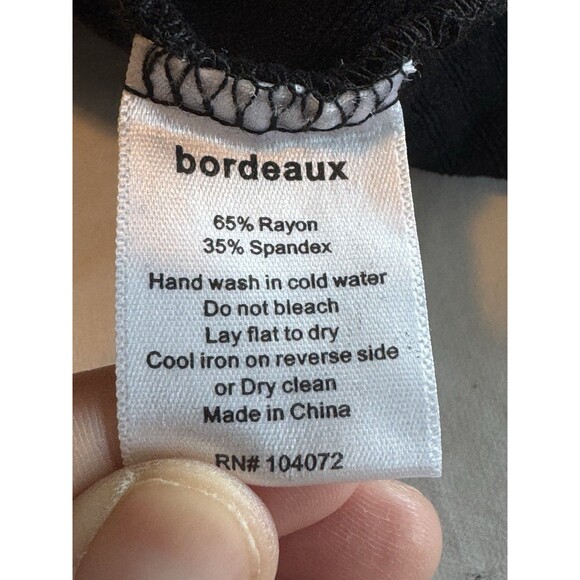 bordeaux
65% Rayon
35% Spandex
Hand wash in cold water
Do not bleach
Lay flat to dry
Cool iron on reverse side
or Dry clean
Made in China
RN# 104072